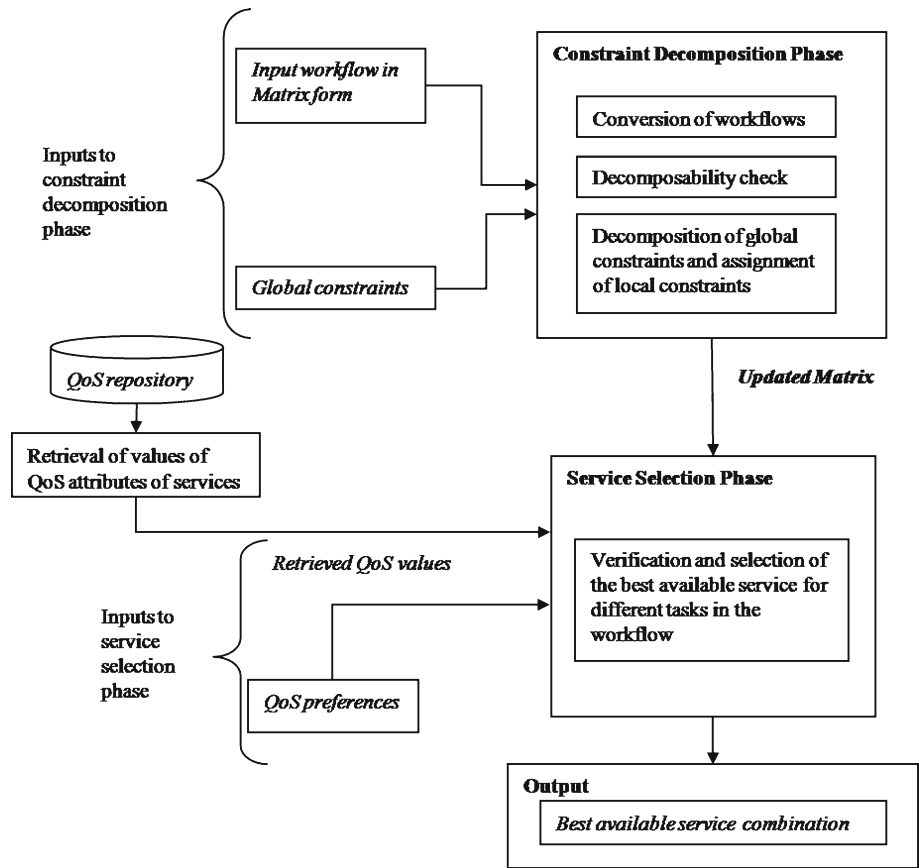 Input workflow in
Matrix form
Constraint Decomposition Phase
Conversion of workflows
Inputs to
constraint
decomposition
phase
Decomposability check
Decomposition of global
constraints and assignment
of local constraints
Global constraints
QoS repository
Updated Matrix
Retrieval of values of
QoS attributes of services
Service Selection Phase
Retrieved QoS values
Verification and selection of
the best available service for
different tasks in the
workflow
Inputs to
service
selection
phase
QoS preferences
Output
Best available service combination